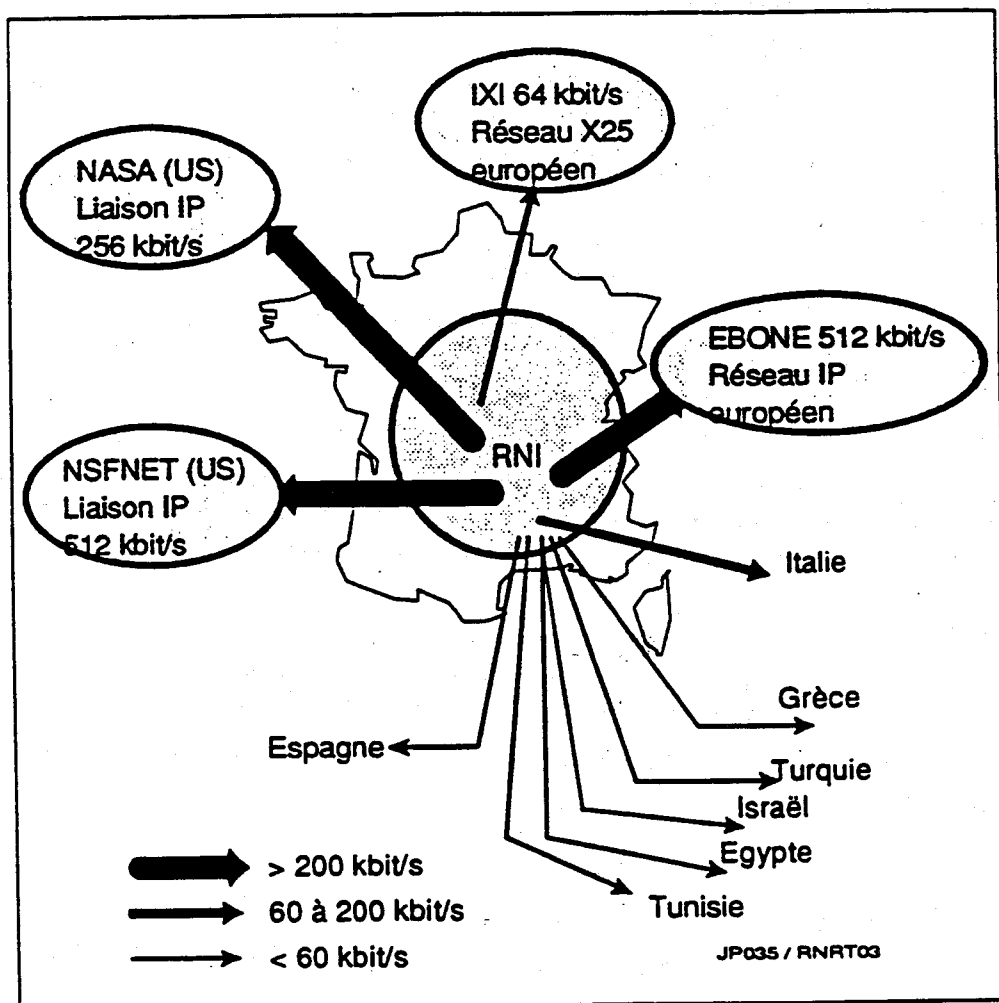 IXI 64 kbit/s
Réseau X25
européen
NASA (US)
Liaison IP
256 kbit/s
EBONE 512 kbit/s
Réseau IP
européen
RNI
NSFNET (US)
Liaison IP
512 kbit/s
Italie
Grèce
Espagne
Turquie
Israël
Egypte
Tunisie
> 200 kbit/s
60 à 200 kbit/s
< 60 kbit/s
JP035 / RNRT03